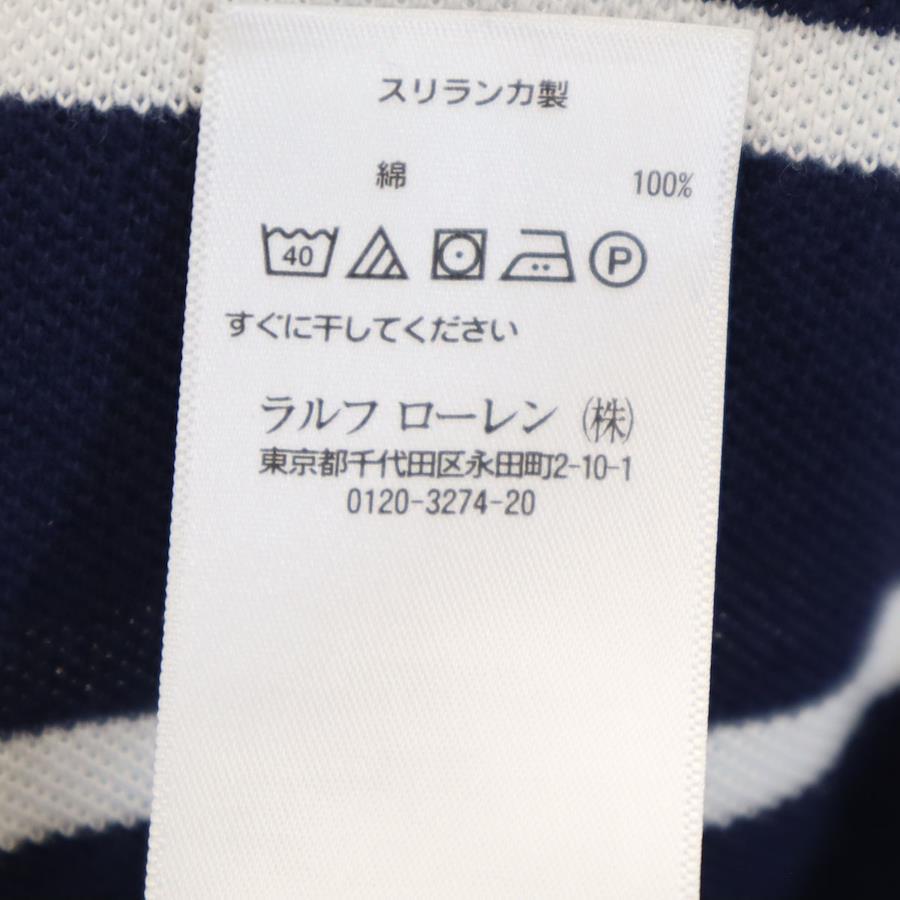 スリランカ製
綿 100%
40 P
すぐに干してください
ラルフ ローレン (株)
東京都千代田区永田町2-10-1
0120-3274-20